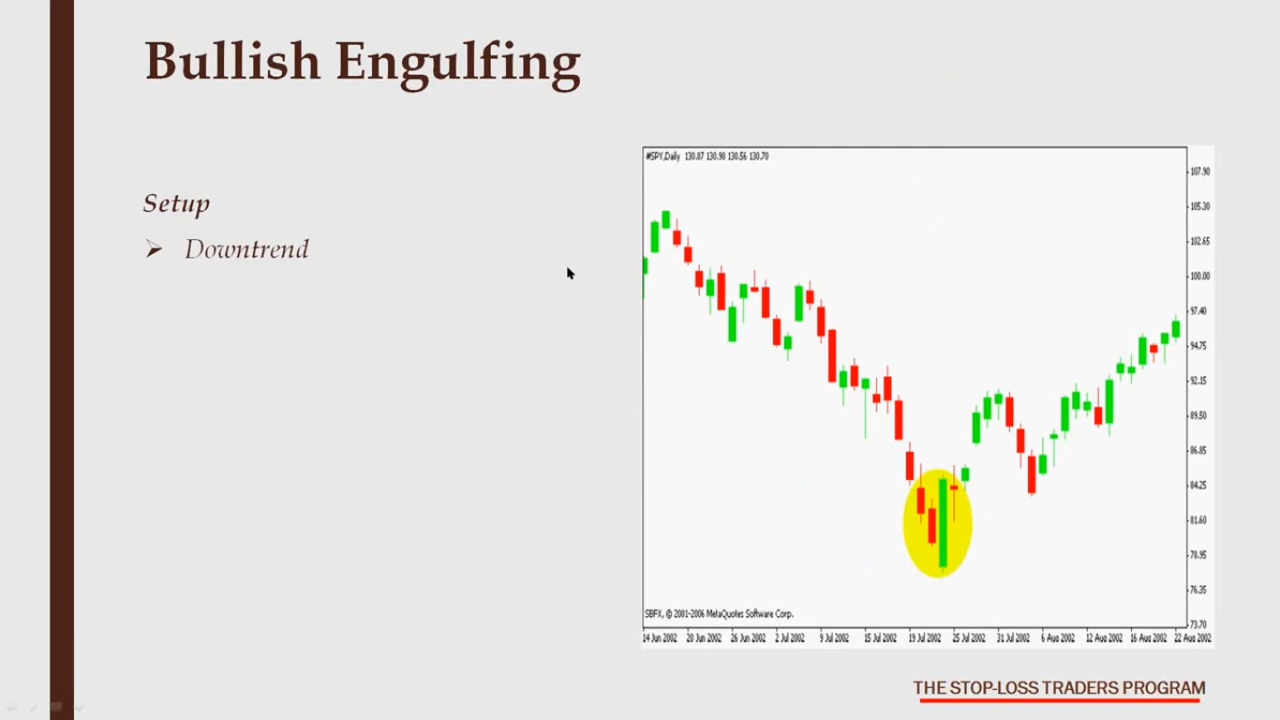 Bullish Engulfing
Setup
Downtrend
#SPY,Daily 130.87 130.98 130.56 130.70
107.90
105.30
102.65
100.00
97.40
94.75
92.15
89.50
86.85
84.25
81.60
78.95
76.35
73.70
SBFX, © 2001-2006 MetaQuotes Software Corp.
14 Jun 2002 20 Jun 2002 26 Jun 2002 2 Jul 2002 9 Jul 2002 15 Jul 2002 19 Jul 2002 25 Jul 2002 31 Jul 2002 6 Aug 2002 12 Aug 2002 16 Aug 2002 22 Aug 2002
THE STOP-LOSS TRADERS PROGRAM